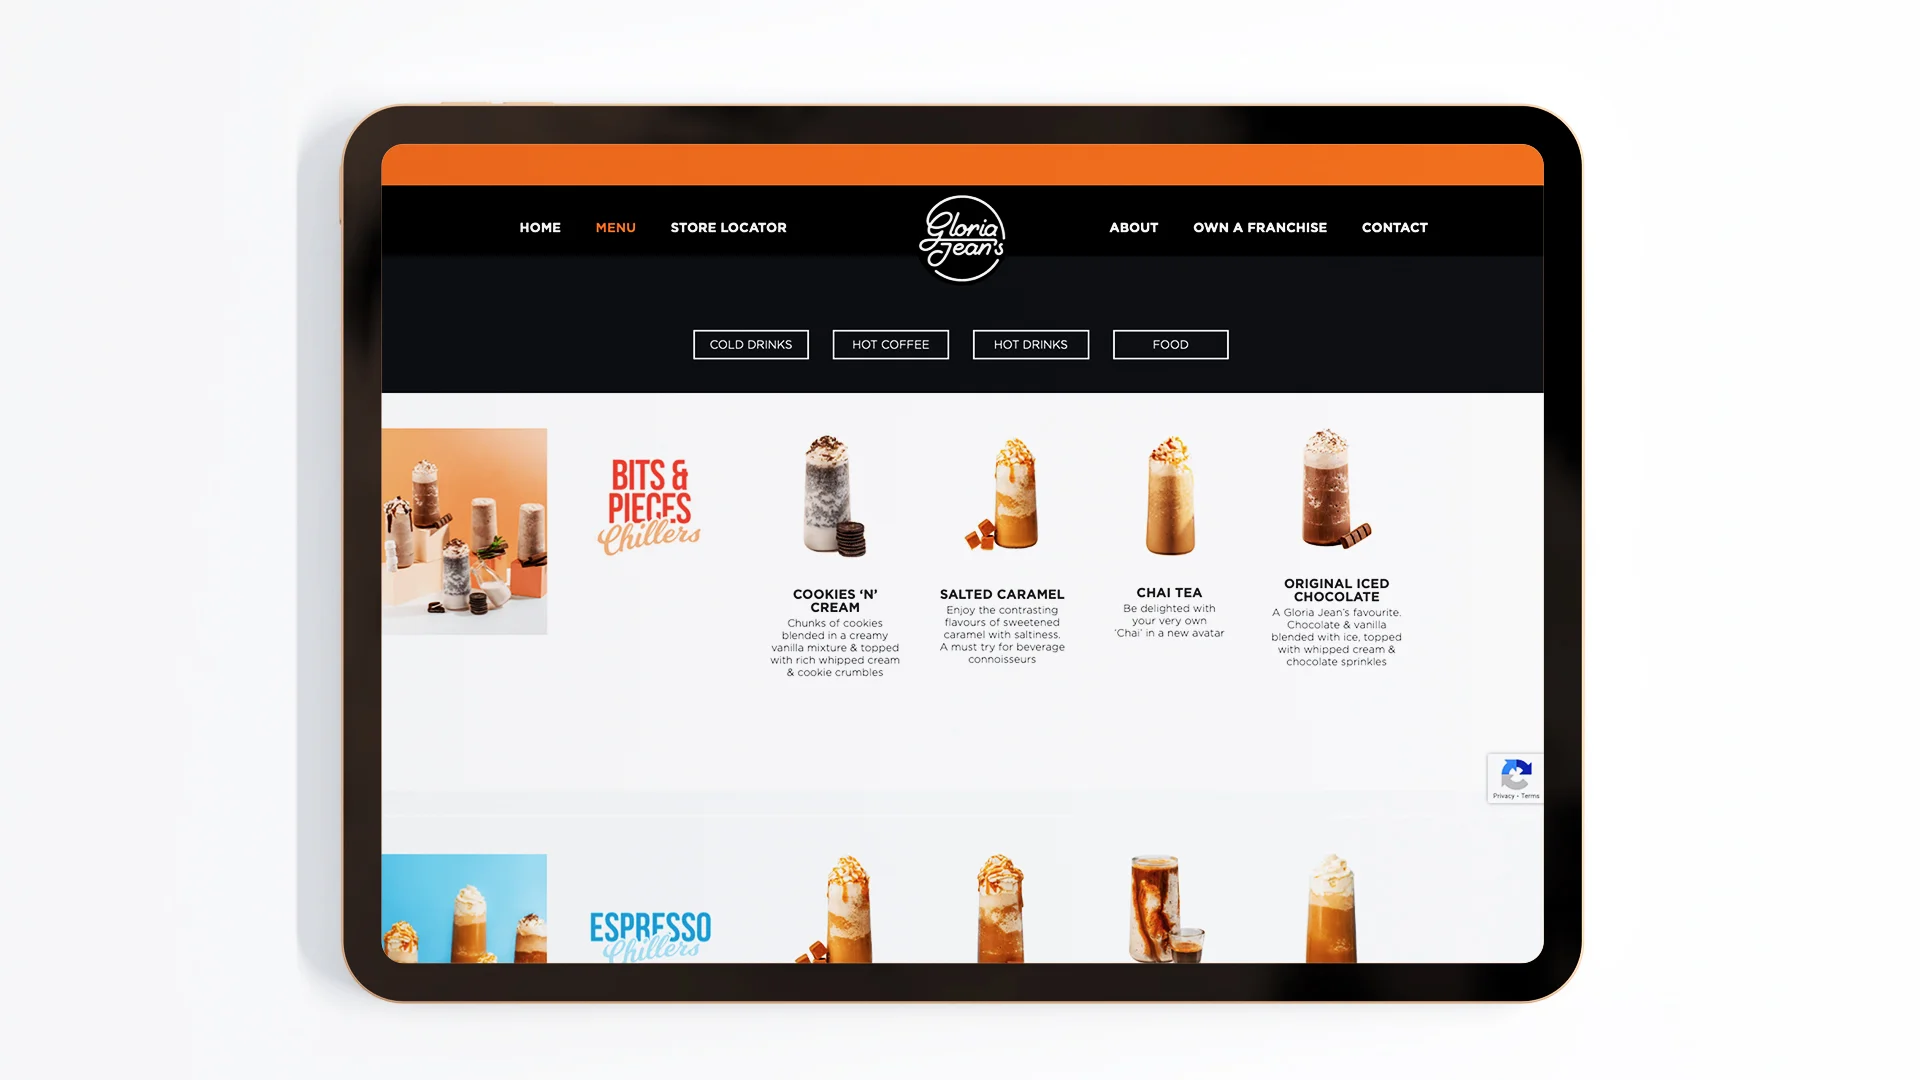 HOME MENU STORE LOCATOR Gloria ABOUT OWN A FRANCHISE CONTACT
Jean's
COLD DRINKS HOT COFFEE HOT DRINKS FOOD
BITS &
PIECES
Chillers
COOKIES ‘N’
CREAM
Chunks of cookies
blended in a creamy
vanilla mixture & topped
with rich whipped cream
& cookie crumbles
SALTED CARAMEL
Enjoy the contrasting
flavours of sweetened
caramel with saltiness.
A must try for beverage
connoisseurs
CHAI TEA
Be delighted with
your very own
‘Chai’ in a new avatar
ORIGINAL ICED
CHOCOLATE
A Gloria Jean’s favourite.
Chocolate & vanilla
blended with ice, topped
with whipped cream &
chocolate sprinkles
Privacy - Terms
ESPRESSO
Chillers